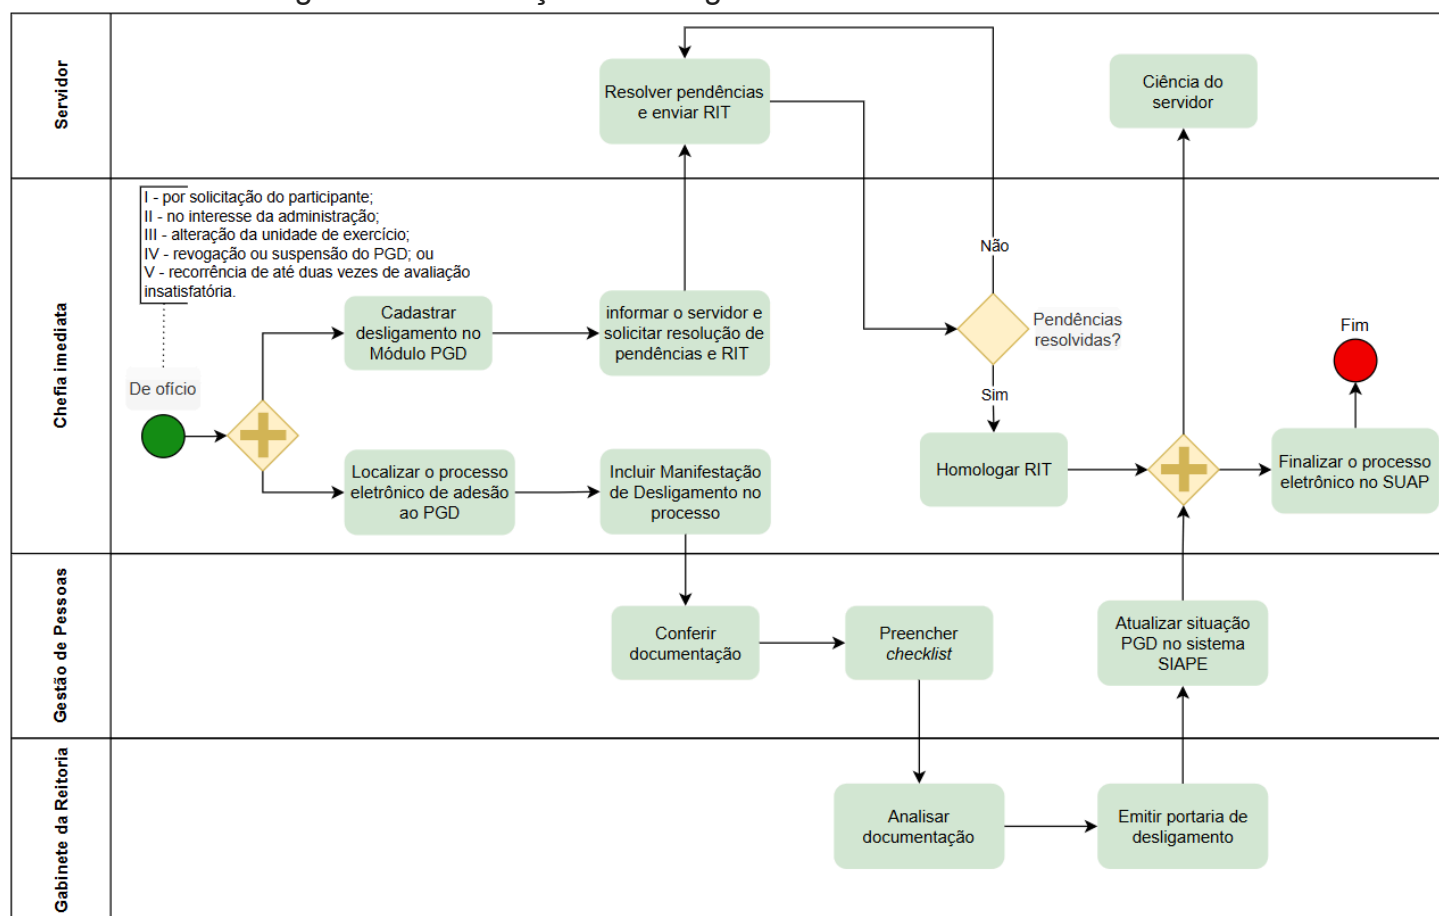 Servidor
Resolver pendências
e enviar RIT
Ciência do
servidor
Chefia imediata
I - por solicitação do participante;
II - no interesse da administração;
III - alteração da unidade de exercício;
IV - revogação ou suspensão do PGD; ou
V - recorrência de até duas vezes de avaliação
insatisfatória.
De ofício
Cadastrar
desligamento no
Módulo PGD
informar o servidor e
solicitar resolução de
pendências e RIT
Não
Pendências
resolvidas?
Sim
Fim
Localizar o processo
eletrônico de adesão
ao PGD
Incluir Manifestação
de Desligamento no
processo
Homologar RIT
Finalizar o processo
eletrônico no SUAP
Gestão de Pessoas
Conferir
documentação
Preencher
checklist
Atualizar situação
PGD no sistema
SIAPE
Gabinete da Reitoria
Analisar
documentação
Emitir portaria de
desligamento